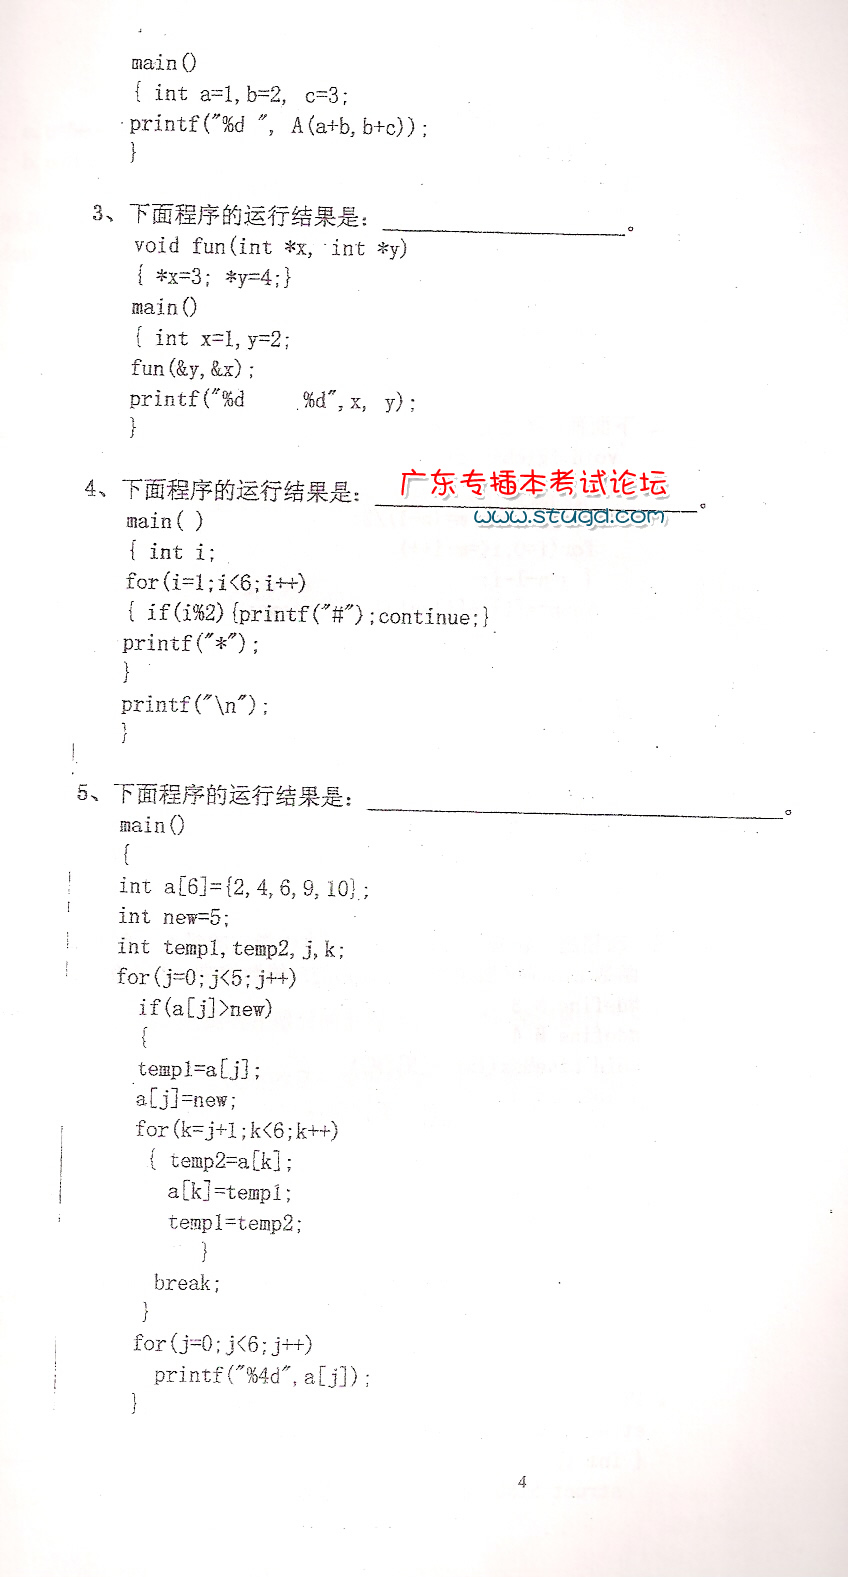 main()
{ int a=1,b=2, c=3;
printf("%d ", A(a+b,b+c));
}
3、下面程序的运行结果是：____________________。
void fun(int *x, int *y)
{ *x=3; *y=4;}
main()
{ int x=1,y=2;
fun(&y,&x);
printf("%d     %d",x, y);
}
广东专插本考试论坛
4、下面程序的运行结果是：____________________。
www.stugd.com
main( )
{ int i;
for(i=1;i<6;i++)
{ if(i%2){printf("#");continue;}
printf("*");
}
printf("\n");
}
5、下面程序的运行结果是：____________________。
main()
{
int a[6]={2,4,6,9,10};
int new=5;
int temp1,temp2,j,k;
for(j=0;j<5;j++)
if(a[j]>new)
{
temp1=a[j];
a[j]=new;
for(k=j+1;k<6;k++)
{ temp2=a[k];
a[k]=temp1;
temp1=temp2;
}
break;
}
for(j=0;j<6;j++)
printf("%4d",a[j]);
}
4